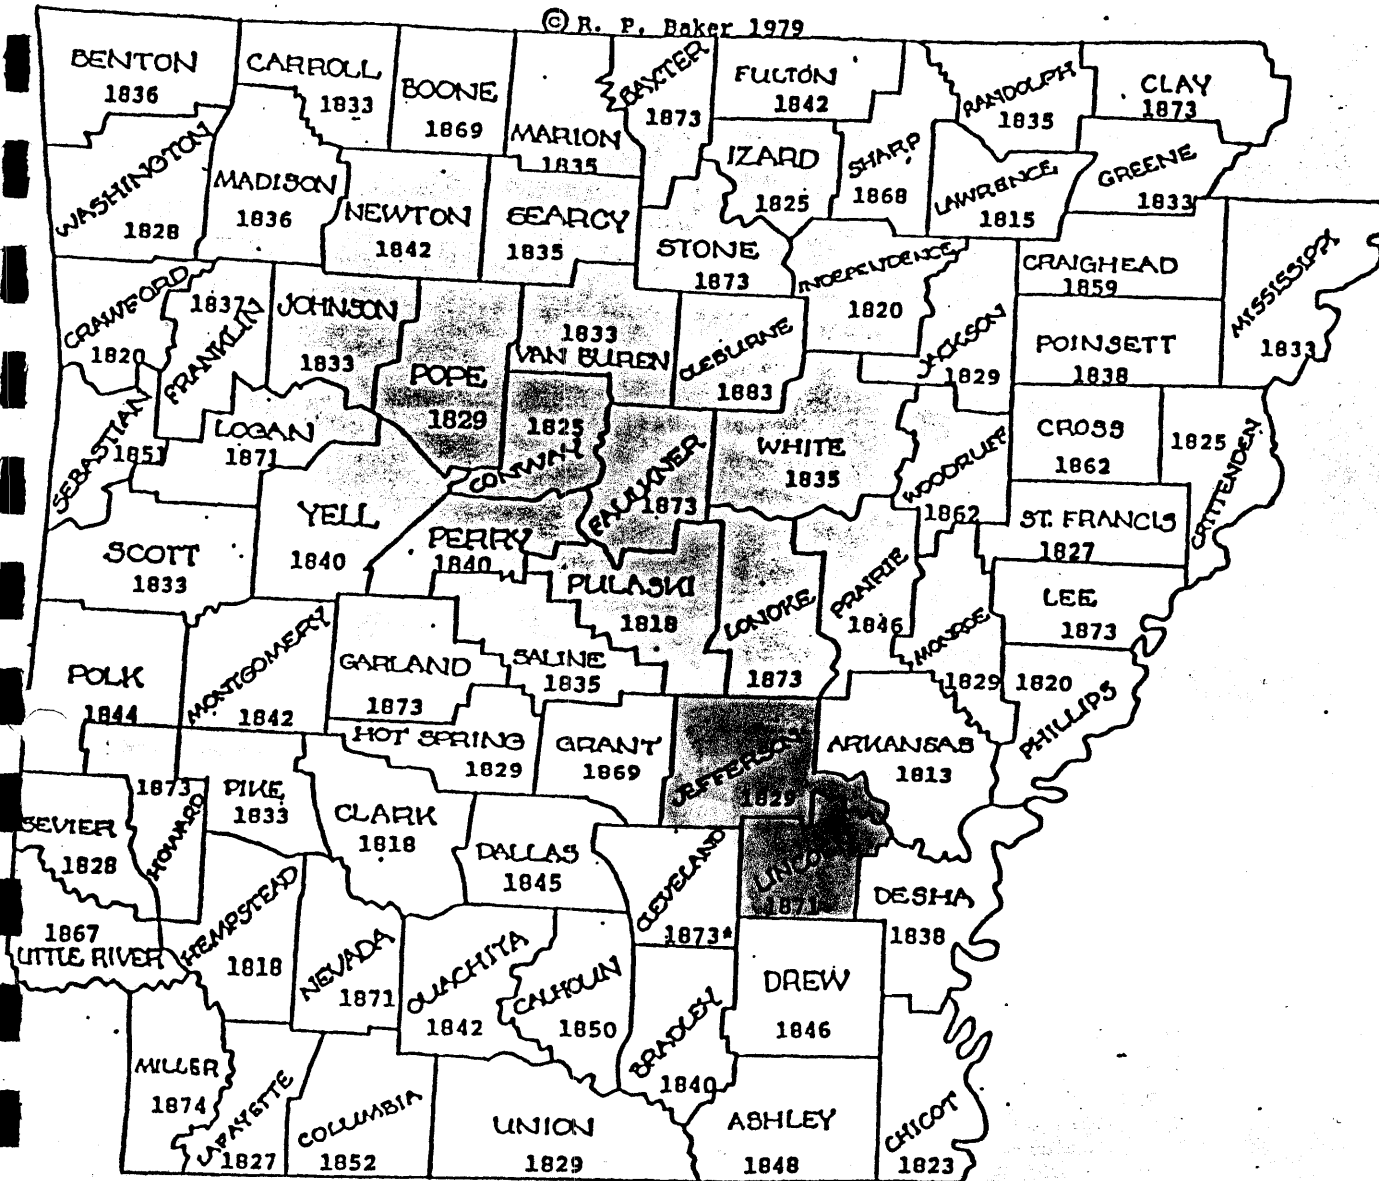 © R. P. Baker 1979
BENTON
1836
CARROLL
1833
BOONE
1869
MARION
1835
BAXTER
1873
FULTON
1842
RANDOLPH
1835
CLAY
1873
WASHINGTON
1828
MADISON
1836
NEWTON
1842
SEARCY
1835
STONE
1873
IZARD
1825
SHARP
1868
LAWRENCE
1815
GREENE
1833
CRAWFORD
1820
1837^
FRANKLIN
JOHNSON
1833
POPE
1829
1833
VAN BUREN
CLEBURNE
1883
INDEPENDENCE
1820
JACKSON
1829
CRAIGHEAD
1859
POINSETT
1838
MISSISSIPPI
1833
SEBASTIAN
1851
LOGAN
1871
1825
CONWAY
FAULKNER
1873
WHITE
1835
WOODRUFF
1862
CROSS
1862
1825
CRITTENDEN
YELL
1840
PERRY
1840
ST. FRANCIS
1827
SCOTT
1833
PULASKI
1818
LONOKE
1873
PRAIRIE
1846
MONROE
1829
LEE
1873
1820
PHILLIPS
POLK
1844
MONTGOMERY
1842
GARLAND
1873
SALINE
1835
HOT SPRING
1829
GRANT
1869
JEFFERSON
1829
ARKANSAS
1813
SEVIER
1828
1873
HOWARD
PIKE
1833
CLARK
1818
DALLAS
1845
CLEVELAND
1873*
LINCOLN
1871
DESHA
1838
1867
LITTLE RIVER
HEMPSTEAD
1818
NEVADA
1871
OUACHITA
1842
CALHOUN
1850
BRADLEY
1840
DREW
1846
MILLER
1874
LAFAYETTE
1827
COLUMBIA
1852
UNION
1829
ASHLEY
1848
CHICOT
1823